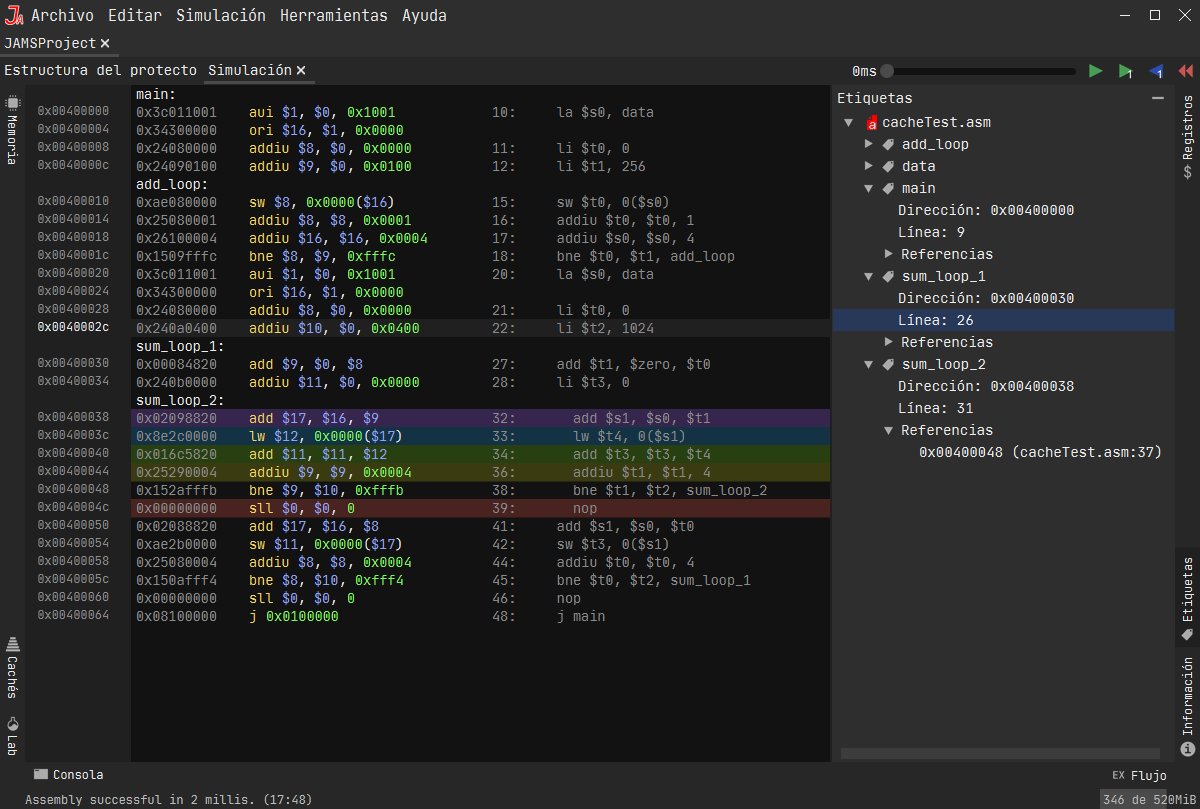 JA Archivo Editar Simulación Herramientas Ayuda
JAMSProject
Estructura del protecto Simulación 0ms 1 1
Memoria
main:
0x00400000 0x3c011001 aui $1, $0, 0x1001 10: la $s0, data
0x00400004 0x34300000 ori $16, $1, 0x0000
0x00400008 0x24080000 addiu $8, $0, 0x0000 11: li $t0, 0
0x0040000c 0x24090100 addiu $9, $0, 0x0100 12: li $t1, 256
add_loop:
0x00400010 0xae080000 sw $8, 0x0000($16) 15: sw $t0, 0($s0)
0x00400014 0x25080001 addiu $8, $8, 0x0001 16: addiu $t0, $t0, 1
0x00400018 0x26100004 addiu $16, $16, 0x0004 17: addiu $s0, $s0, 4
0x0040001c 0x1509fffc bne $8, $9, 0xfffc 18: bne $t0, $t1, add_loop
0x00400020 0x3c011001 aui $1, $0, 0x1001 20: la $s0, data
0x00400024 0x34300000 ori $16, $1, 0x0000
0x00400028 0x24080000 addiu $8, $0, 0x0000 21: li $t0, 0
0x0040002c 0x240a0400 addiu $10, $0, 0x0400 22: li $t2, 1024
sum_loop_1:
0x00400030 0x00084820 add $9, $0, $8 27: add $t1, $zero, $t0
0x00400034 0x240b0000 addiu $11, $0, 0x0000 28: li $t3, 0
sum_loop_2:
0x00400038 0x02098820 add $17, $16, $9 32: add $s1, $s0, $t1
0x0040003c 0x8e2c0000 lw $12, 0x0000($17) 33: lw $t4, 0($s1)
0x00400040 0x016c5820 add $11, $11, $12 34: add $t3, $t3, $t4
0x00400044 0x25290004 addiu $9, $9, 0x0004 36: addiu $t1, $t1, 4
0x00400048 0x152afffb bne $9, $10, 0xfffb 38: bne $t1, $t2, sum_loop_2
0x0040004c 0x00000000 sll $0, $0, 0 39: nop
0x00400050 0x02088820 add $17, $16, $8 41: add $s1, $s0, $t0
0x00400054 0xae2b0000 sw $11, 0x0000($17) 42: sw $t3, 0($s1)
0x00400058 0x25080004 addiu $8, $8, 0x0004 44: addiu $t0, $t0, 4
0x0040005c 0x150afff4 bne $8, $10, 0xfff4 45: bne $t0, $t2, sum_loop_1
0x00400060 0x00000000 sll $0, $0, 0 46: nop
0x00400064 0x08100000 j 0x0100000 48: j main
Cachés
Lab
Etiquetas
a cacheTest.asm
add_loop
data
main
Dirección: 0x00400000
Línea: 9
Referencias
sum_loop_1
Dirección: 0x00400030
Línea: 26
Referencias
sum_loop_2
Dirección: 0x00400038
Línea: 31
Referencias
0x00400048 (cacheTest.asm:37)
Registros
$
Etiquetas
Información
i
Consola EX Flujo
Assembly successful in 2 millis. (17:48) 346 de 520MiB